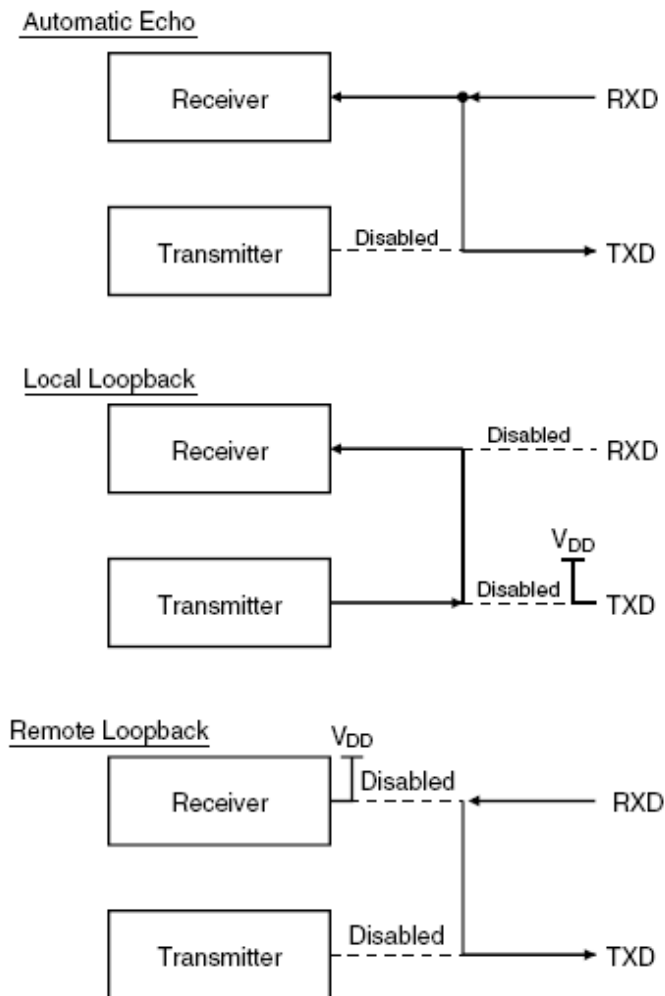 Automatic Echo
Receiver
RXD
Transmitter
Disabled
TXD
Local Loopback
Receiver
Disabled
RXD
VDD
Transmitter
Disabled
TXD
Remote Loopback
VDD
Receiver
Disabled
RXD
Transmitter
Disabled
TXD